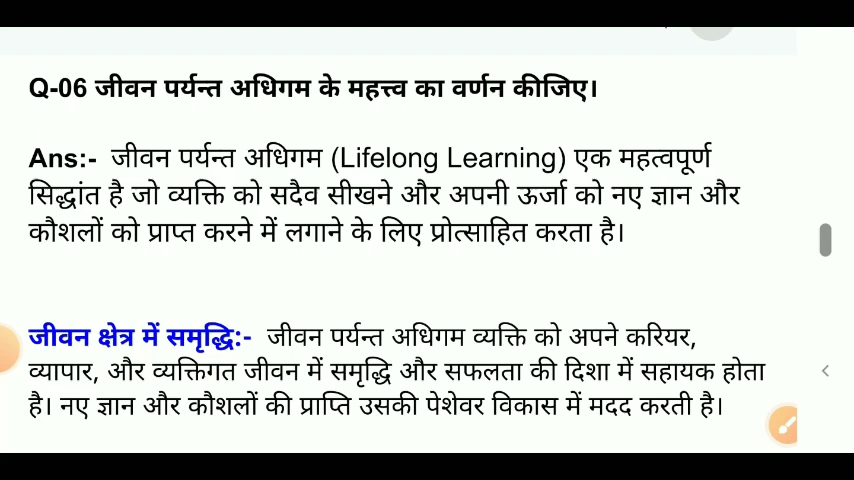 Q-06 जीवन पर्यन्त अधिगम के महत्त्व का वर्णन कीजिए।
Ans:- जीवन पर्यन्त अधिगम (Lifelong Learning) एक महत्वपूर्ण
सिद्धांत है जो व्यक्ति को सदैव सीखने और अपनी ऊर्जा को नए ज्ञान और
कौशलों को प्राप्त करने में लगाने के लिए प्रोत्साहित करता है।
जीवन क्षेत्र में समृद्धि:- जीवन पर्यन्त अधिगम व्यक्ति को अपने करियर,
व्यापार, और व्यक्तिगत जीवन में समृद्धि और सफलता की दिशा में सहायक होता
है। नए ज्ञान और कौशलों की प्राप्ति उसकी पेशेवर विकास में मदद करती है।